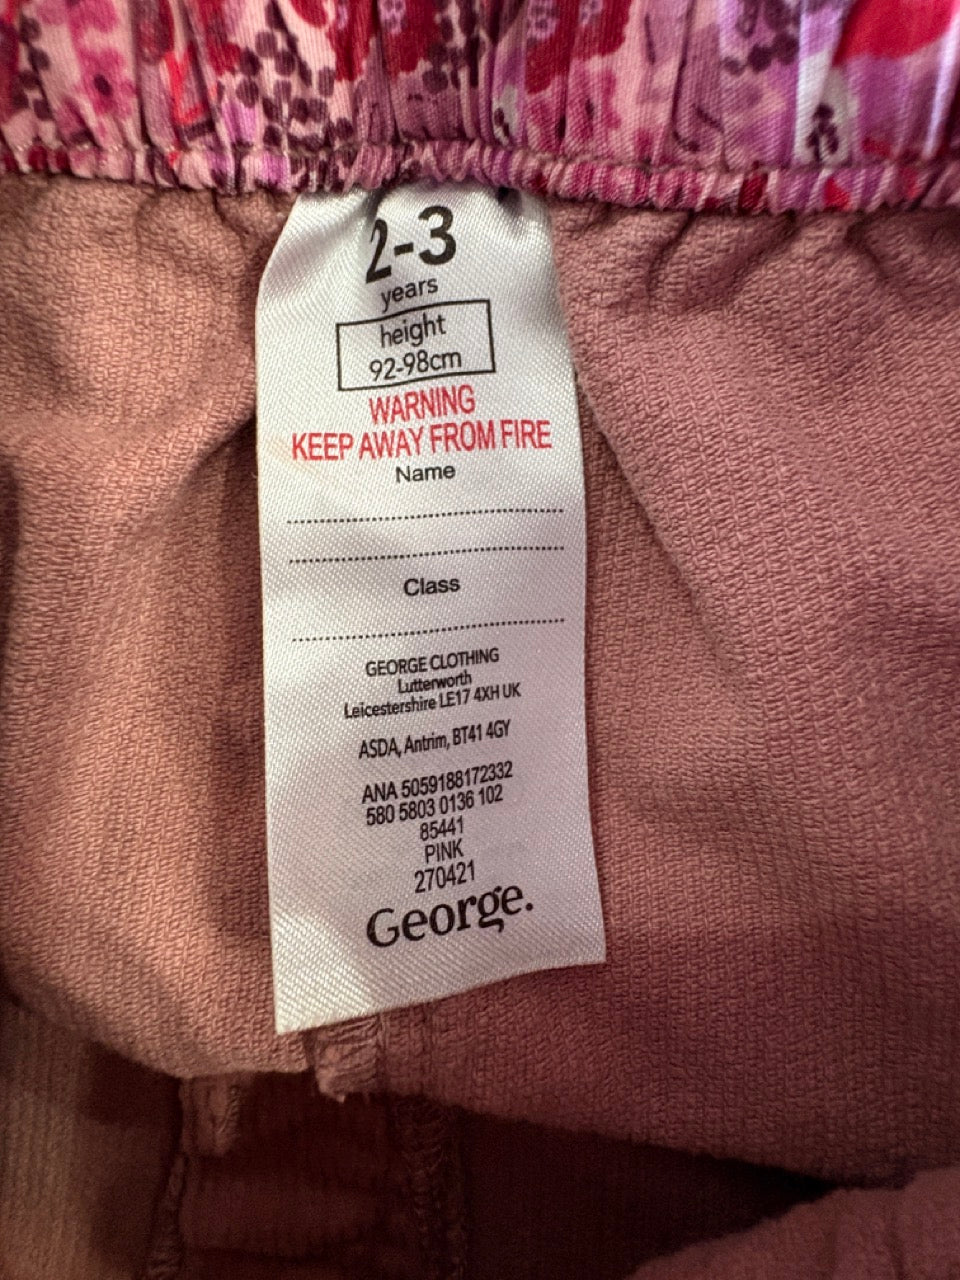 2-3
years
height
92-98cm
WARNING
KEEP AWAY FROM FIRE
Name
Class
GEORGE CLOTHING
Lutterworth
Leicestershire LE17 4XH UK
ASDA, Antrim, BT41 4GY
ANA 5059188172332
580 5803 0136 102
85441
PINK
270421
George.